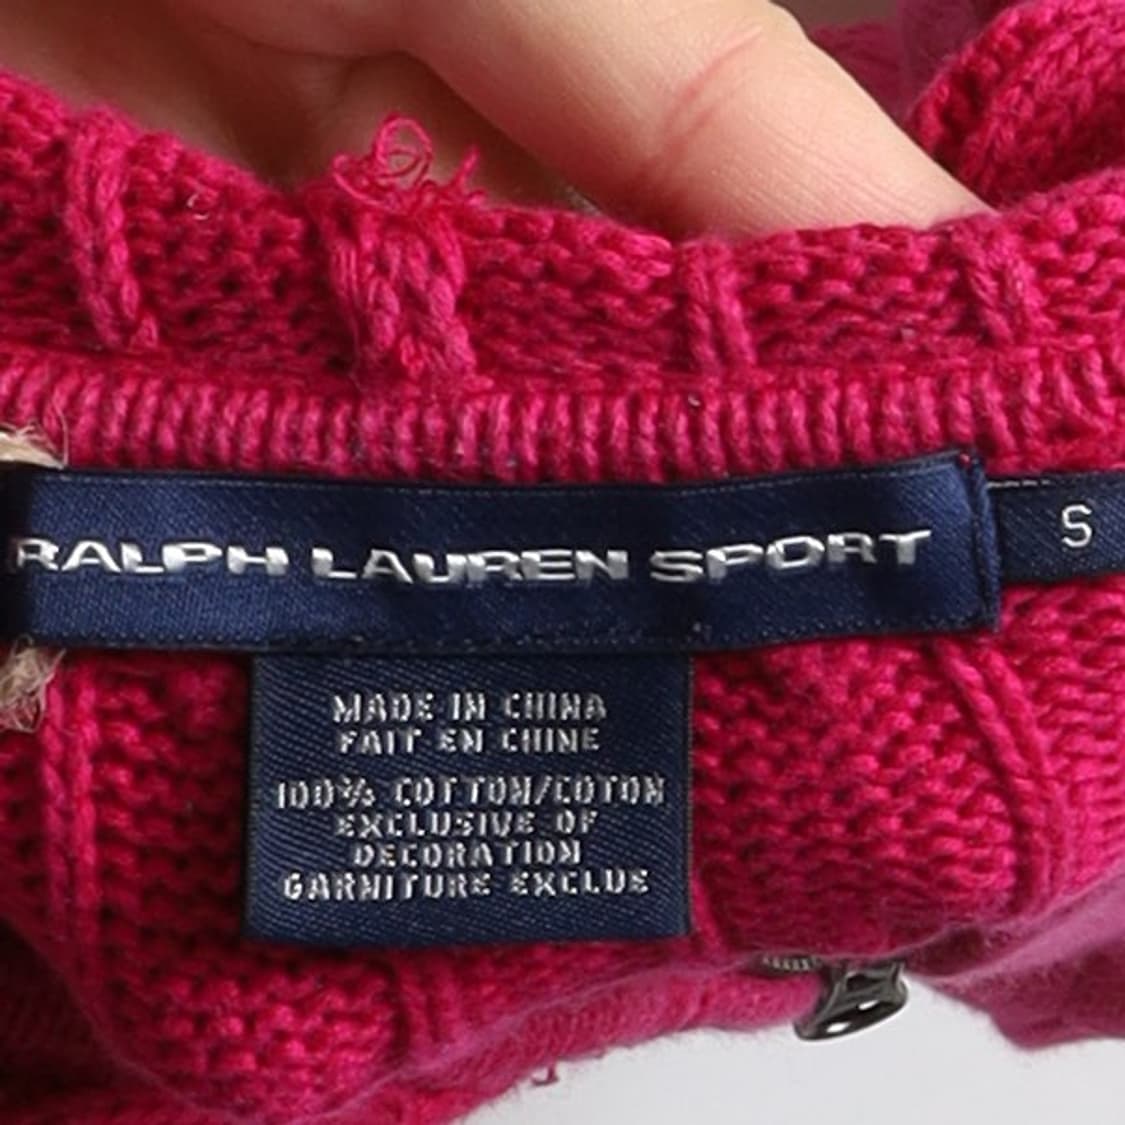 RALPH LAUREN SPORT
S
MADE IN CHINA
FAIT EN CHINE
100% COTTON/COTON
EXCLUSIVE OF
DECORATION
GARNITURE EXCLUE